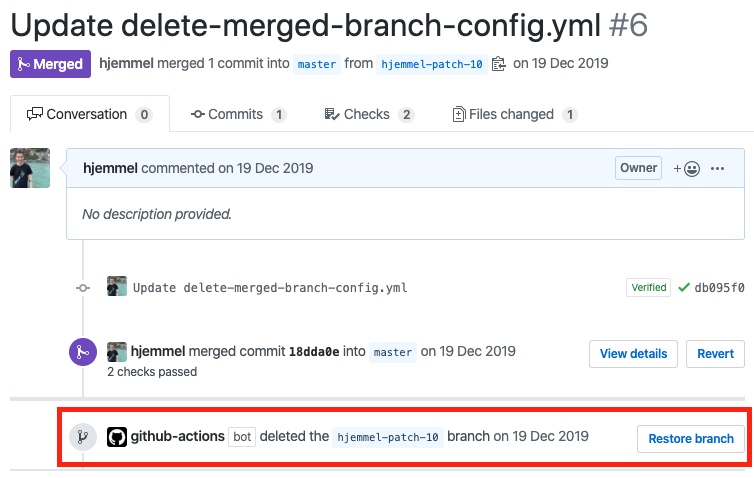 Update delete-merged-branch-config.yml #6
Merged hjemmel merged 1 commit into master from hjemmel-patch-10 on 19 Dec 2019
Conversation 0 Commits 1 Checks 2 Files changed 1
hjemmel commented on 19 Dec 2019 Owner + ...
No description provided.
Update delete-merged-branch-config.yml Verified db095f0
hjemmel merged commit 18dda0e into master on 19 Dec 2019 View details Revert
2 checks passed
github-actions bot deleted the hjemmel-patch-10 branch on 19 Dec 2019 Restore branch